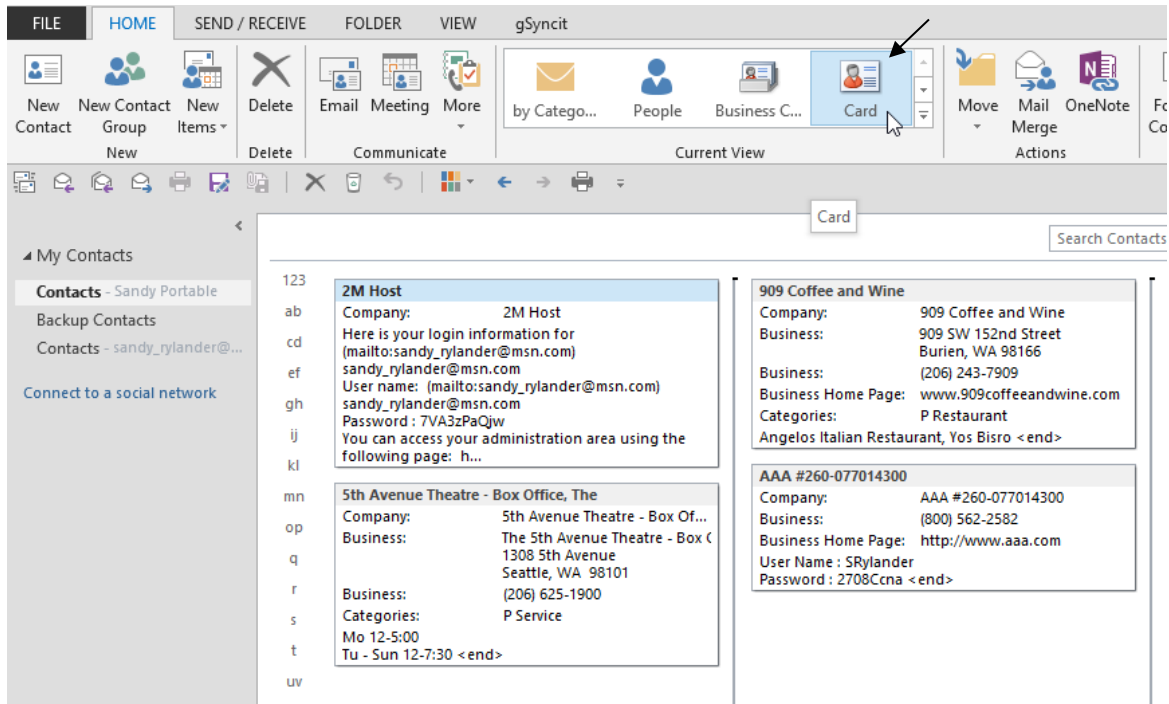 FILE HOME SEND / RECEIVE FOLDER VIEW gSyncit
New Contact
New Contact Group
New Items
Delete
Email
Meeting
More
by Catego...
People
Business C...
Card
Move
Mail Merge
OneNote
New
Delete
Communicate
Current View
Actions
Card
Search Contacts
My Contacts
Contacts - Sandy Portable
Backup Contacts
Contacts - sandy_rylander@...
Connect to a social network
123
ab
cd
ef
gh
ij
kl
mn
op
q
r
s
t
uv
2M Host
Company: 2M Host
Here is your login information for
(mailto:sandy_rylander@msn.com)
sandy_rylander@msn.com
User name: (mailto:sandy_rylander@msn.com)
sandy_rylander@msn.com
Password : 7VA3zPaQjw
You can access your administration area using the
following page: h...
5th Avenue Theatre - Box Office, The
Company: 5th Avenue Theatre - Box Of...
Business: The 5th Avenue Theatre - Box
1308 5th Avenue
Seattle, WA 98101
Business: (206) 625-1900
Categories: P Service
Mo 12-5:00
Tu - Sun 12-7:30 <end>
909 Coffee and Wine
Company: 909 Coffee and Wine
Business: 909 SW 152nd Street
Burien, WA 98166
Business: (206) 243-7909
Business Home Page: www.909coffeeandwine.com
Categories: P Restaurant
Angelos Italian Restaurant, Yos Bisro <end>
AAA #260-077014300
Company: AAA #260-077014300
Business: (800) 562-2582
Business Home Page: http://www.aaa.com
User Name : SRylander
Password : 2708Ccna <end>